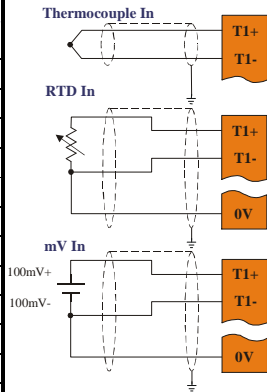 Thermocouple In
T1+
T1-
RTD In
T1+
T1-
0V
mV In
100mV+
T1+
100mV-
T1-
0V